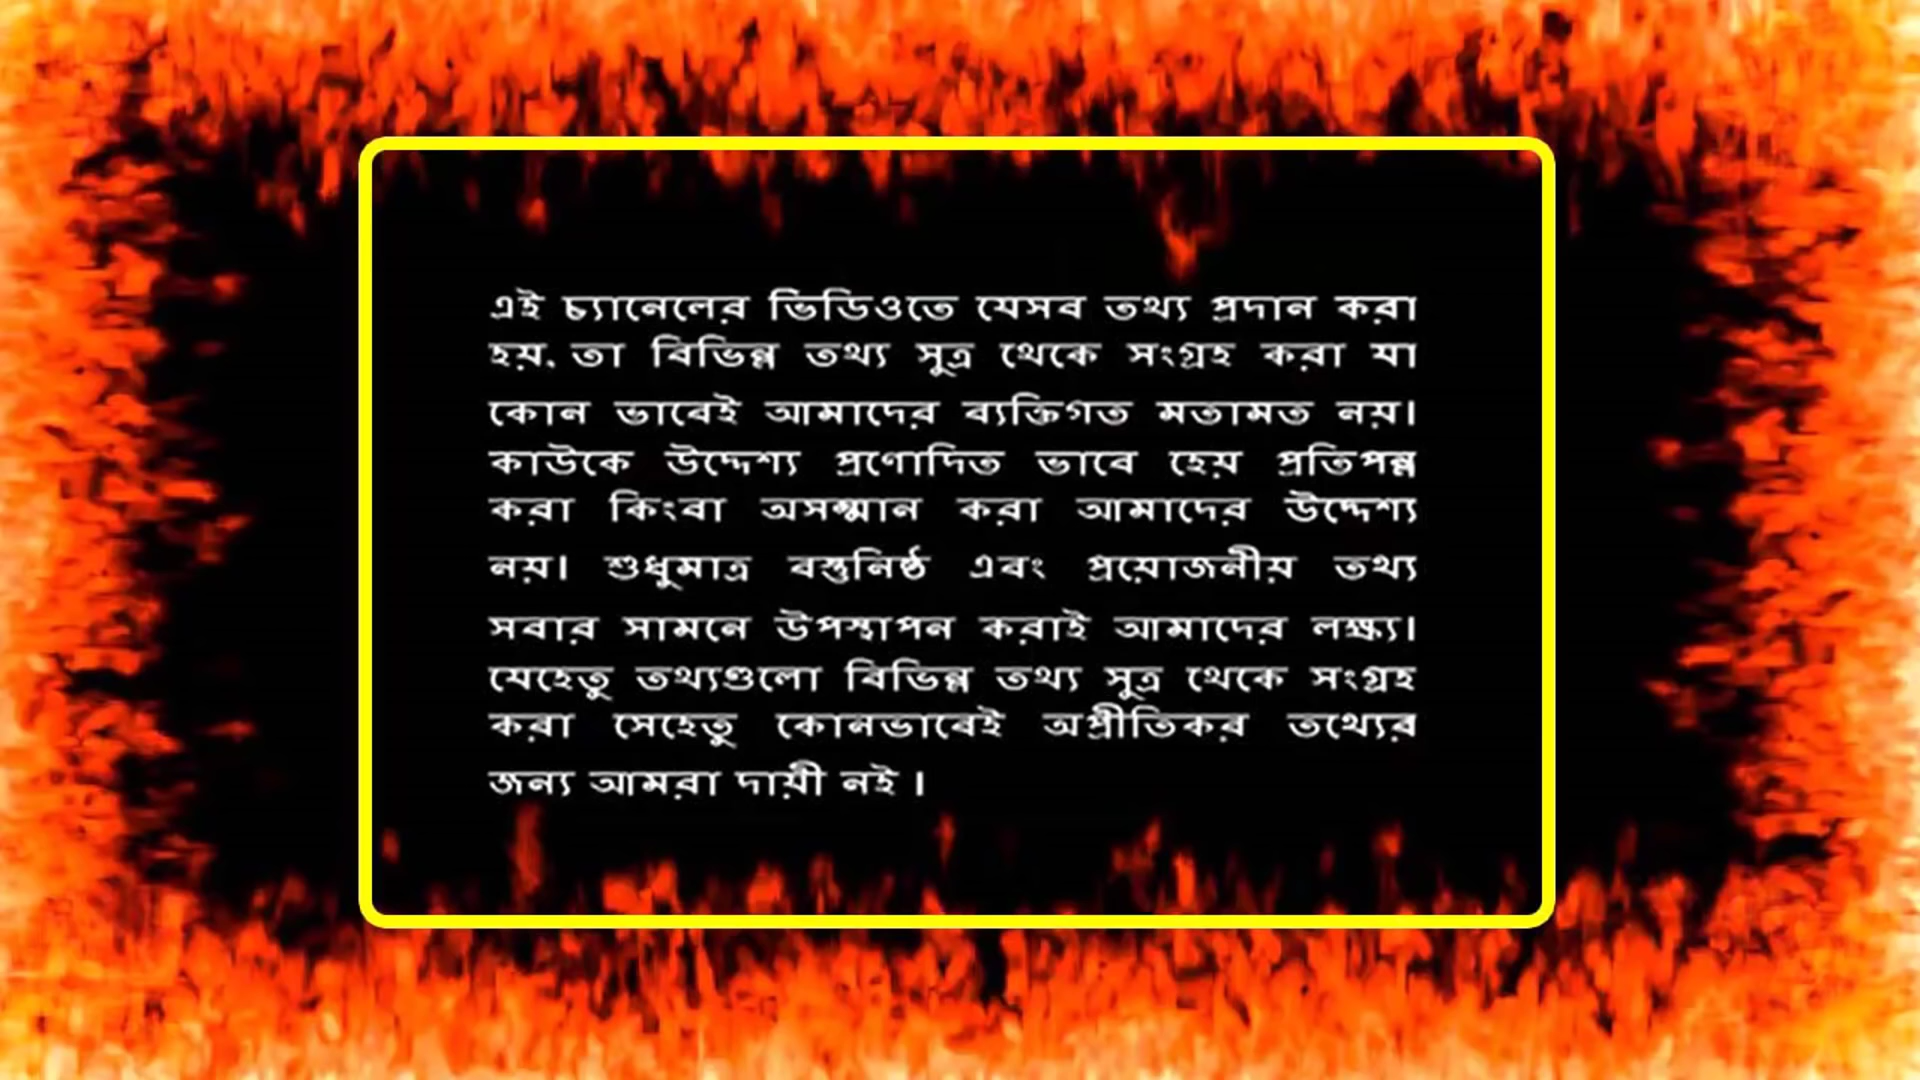 এই চ্যানেলের ভিডিওতে যেসব তথ্য প্রদান করা
হয়. তা বিভিন্ন তথ্য সুত্র থেকে সংগ্রহ করা যা
কোন ভাবেই আমাদের ব্যক্তিগত মতামত নয়।
কাউকে উদ্দেশ্য প্রণোদিত ভাবে হেয় প্রতিপন্ন
করা কিংবা অসম্মান করা আমাদের উদ্দেশ্য
নয়। শুধুমাত্র বস্তুনিষ্ঠ এবং প্রয়োজনীয় তথ্য
সবার সামনে উপস্থাপন করাই আমাদের লক্ষ্য।
যেহেতু তথ্যগুলো বিভিন্ন তথ্য সুত্র থেকে সংগ্রহ
করা সেহেতু কোনভাবেই অপ্রীতিকর তথ্যের
জন্য আমরা দায়ী নই ।